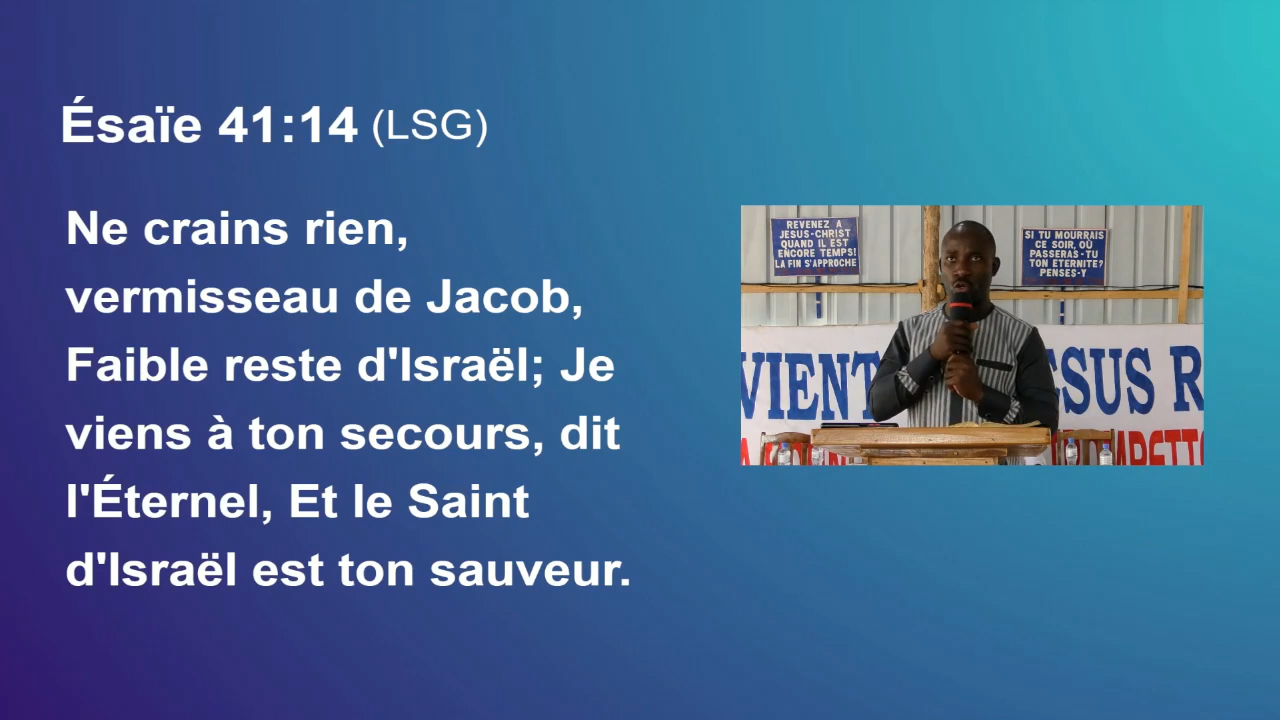 Ésaïe 41:14 (LSG)
Ne crains rien,
vermisseau de Jacob,
Faible reste d'Israël; Je
viens à ton secours, dit
l'Éternel, Et le Saint
d'Israël est ton sauveur.
REVENEZ A
JESUS-CHRIST
QUAND IL EST
ENCORE TEMPS!
LA FIN S'APPROCHE
SI TU MOURRAIS
CE SOIR, OÙ
PASSERAS-TU
TON ETERNITE?
PENSES-Y
VIENT
SUS R